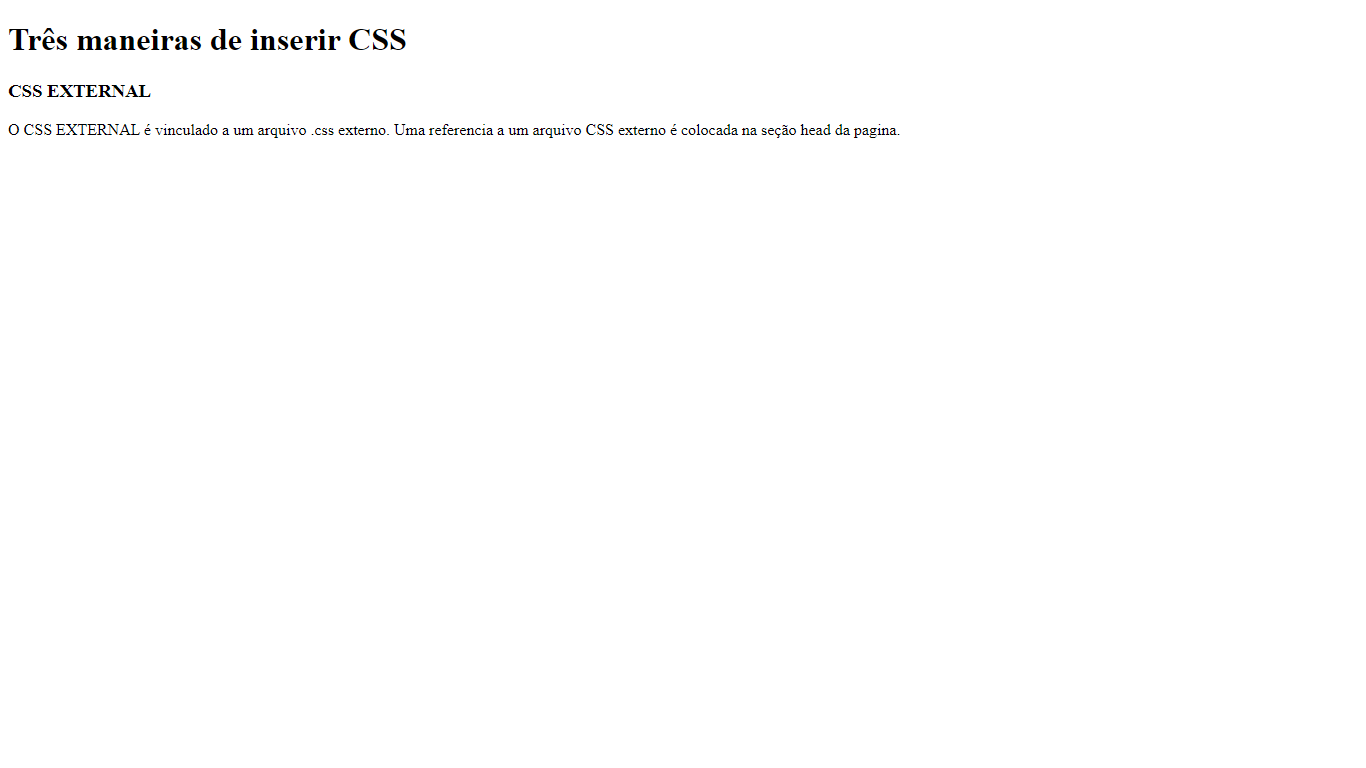 Três maneiras de inserir CSS
CSS EXTERNAL
O CSS EXTERNAL é vinculado a um arquivo .css externo. Uma referencia a um arquivo CSS externo é colocada na seção head da pagina.